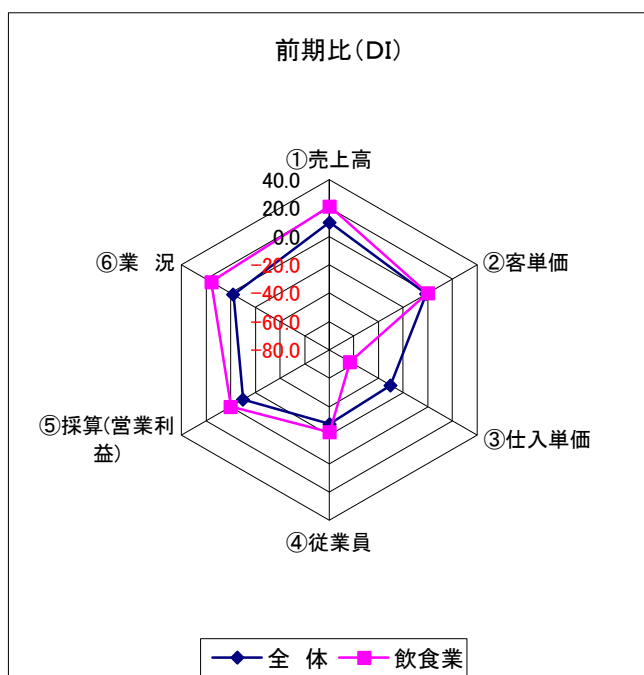 前期比(DI)
①売上高
40.0
20.0
0.0
-20.0
-40.0
-60.0
-80.0
②客単価
③仕入単価
④従業員
⑤採算(営業利
益)
⑥業　況
全　体
飲食業